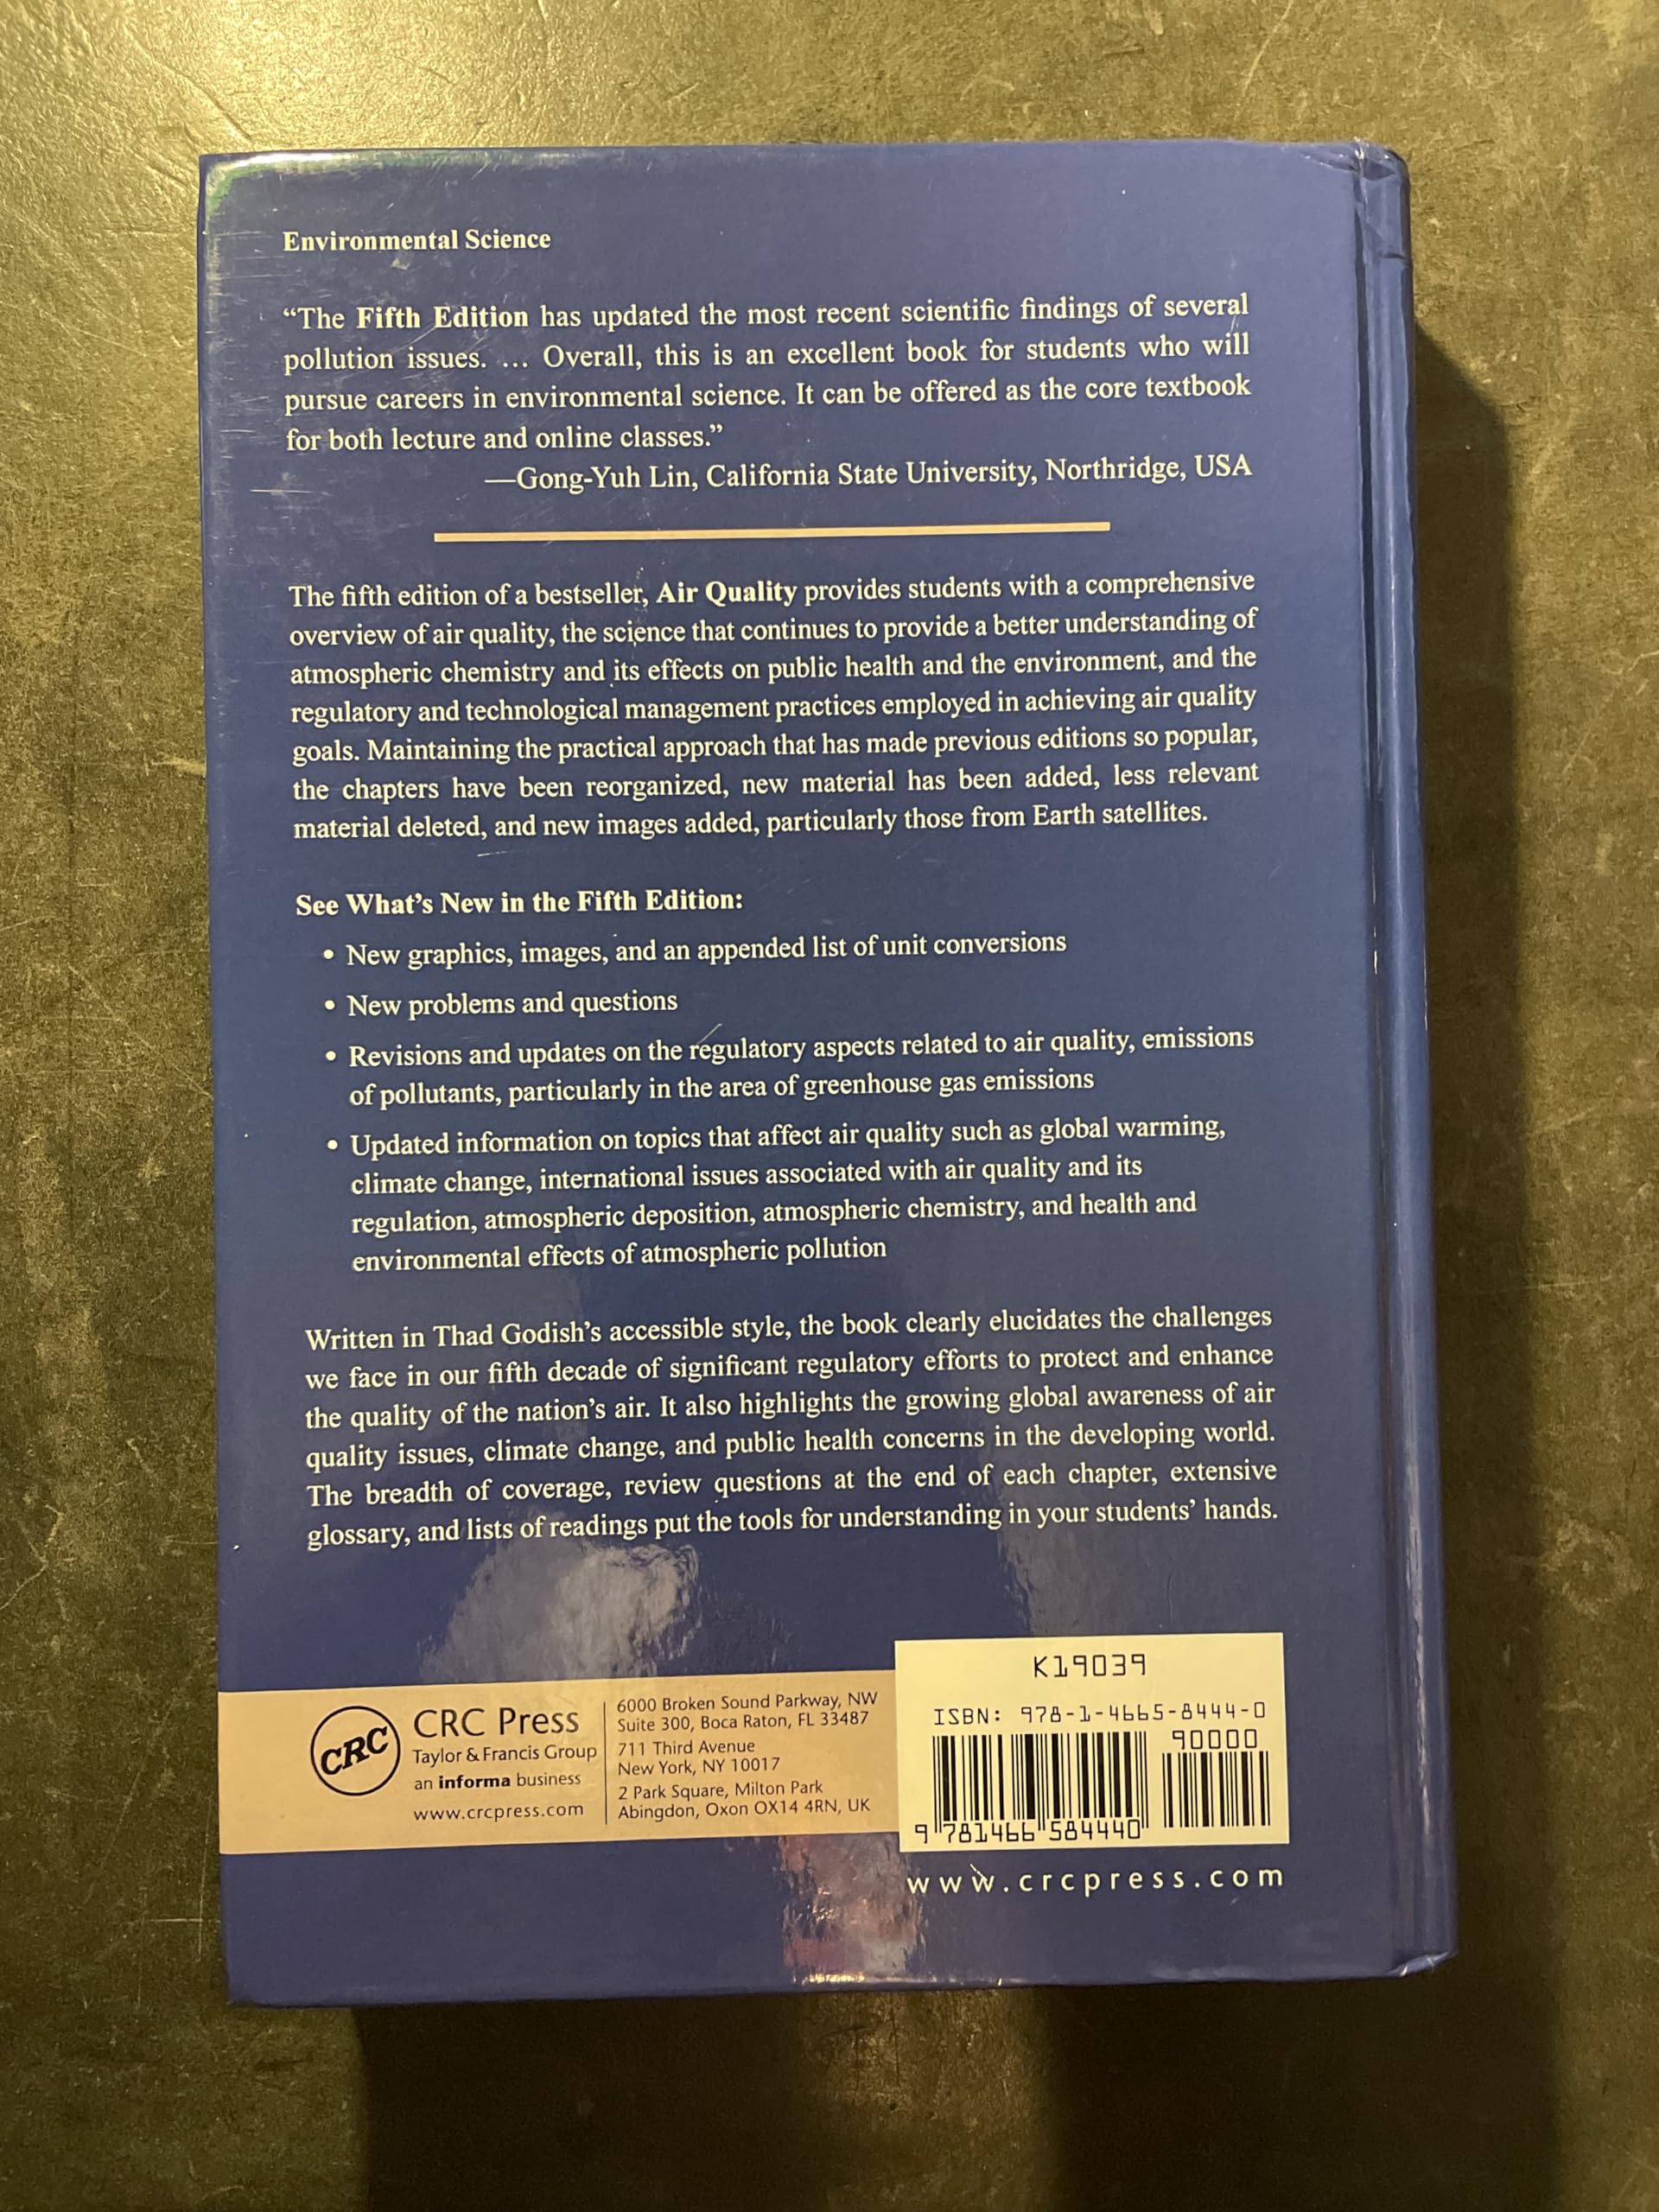 Environmental Science
“The Fifth Edition has updated the most recent scientific findings of several
pollution issues. … Overall, this is an excellent book for students who will
pursue careers in environmental science. It can be offered as the core textbook
for both lecture and online classes.”
—Gong-Yuh Lin, California State University, Northridge, USA
The fifth edition of a bestseller, Air Quality provides students with a comprehensive
overview of air quality, the science that continues to provide a better understanding of
atmospheric chemistry and its effects on public health and the environment, and the
regulatory and technological management practices employed in achieving air quality
goals. Maintaining the practical approach that has made previous editions so popular,
the chapters have been reorganized, new material has been added, less relevant
material deleted, and new images added, particularly those from Earth satellites.
See What’s New in the Fifth Edition:
• New graphics, images, and an appended list of unit conversions
• New problems and questions
• Revisions and updates on the regulatory aspects related to air quality, emissions
of pollutants, particularly in the area of greenhouse gas emissions
• Updated information on topics that affect air quality such as global warming,
climate change, international issues associated with air quality and its
regulation, atmospheric deposition, atmospheric chemistry, and health and
environmental effects of atmospheric pollution
Written in Thad Godish’s accessible style, the book clearly elucidates the challenges
we face in our fifth decade of significant regulatory efforts to protect and enhance
the quality of the nation’s air. It also highlights the growing global awareness of air
quality issues, climate change, and public health concerns in the developing world.
The breadth of coverage, review questions at the end of each chapter, extensive
glossary, and lists of readings put the tools for understanding in your students’ hands.
CRC
CRC Press
Taylor & Francis Group
an informa business
www.crcpress.com
6000 Broken Sound Parkway, NW
Suite 300, Boca Raton, FL 33487
711 Third Avenue
New York, NY 10017
2 Park Square, Milton Park
Abingdon, Oxon OX14 4RN, UK
K19039
ISBN: 978-1-4665-8444-0
90000
9 781466 584440
www.crcpress.com